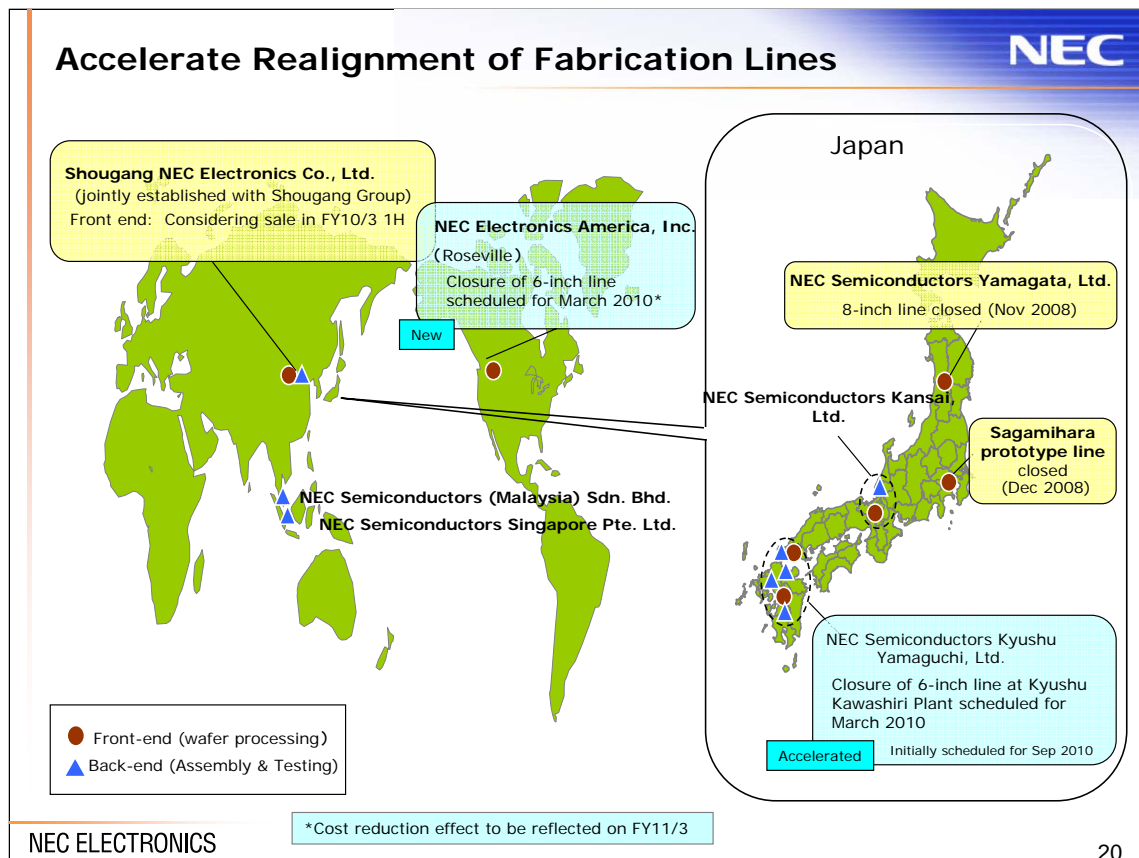 Accelerate Realignment of Fabrication Lines
NEC
Shougang NEC Electronics Co., Ltd.
(jointly established with Shougang Group)
Front end: Considering sale in FY10/3 1H
NEC Electronics America, Inc.
(Roseville)
Closure of 6-inch line
scheduled for March 2010*
New
Japan
NEC Semiconductors Yamagata, Ltd.
8-inch line closed (Nov 2008)
NEC Semiconductors Kansai,
Ltd.
Sagamihara
prototype line
closed
(Dec 2008)
NEC Semiconductors (Malaysia) Sdn. Bhd.
NEC Semiconductors Singapore Pte. Ltd.
NEC Semiconductors Kyushu
Yamaguchi, Ltd.
Closure of 6-inch line at Kyushu
Kawashiri Plant scheduled for
March 2010
Accelerated
Initially scheduled for Sep 2010
Front-end (wafer processing)
Back-end (Assembly & Testing)
*Cost reduction effect to be reflected on FY11/3
NEC ELECTRONICS
20